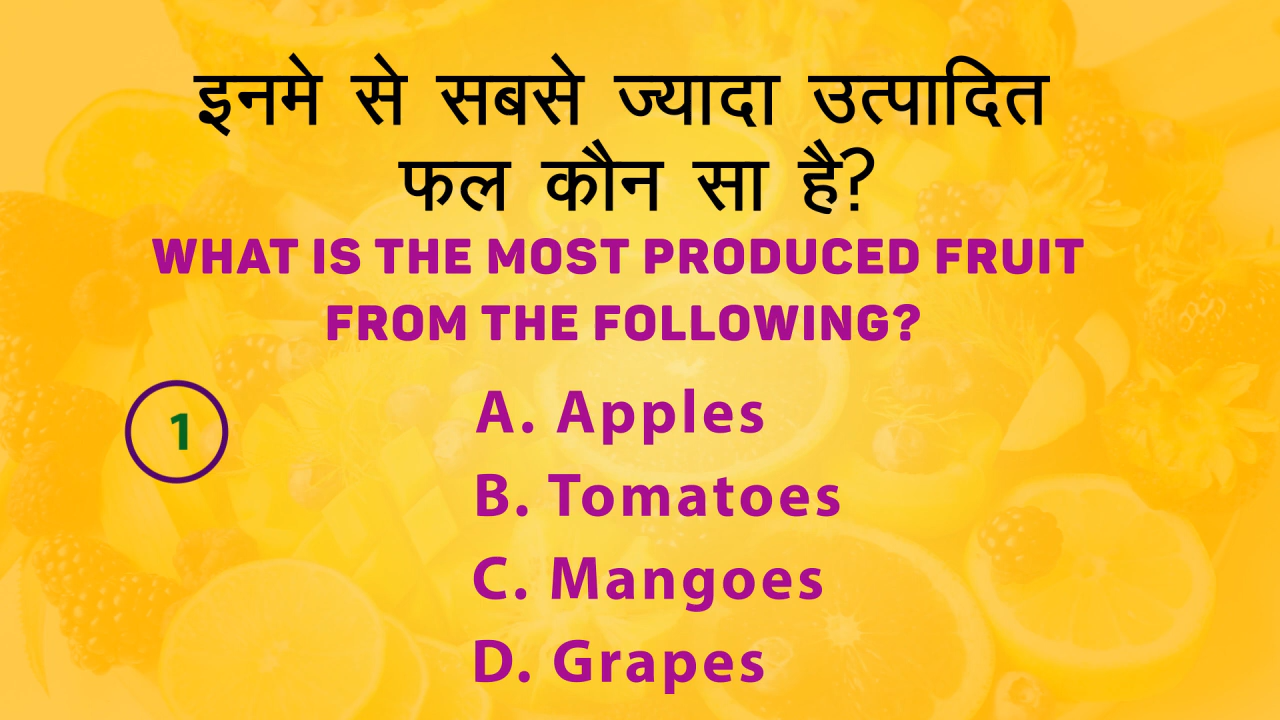 इनमे से सबसे ज्यादा उत्पादित
फल कौन सा है?
WHAT IS THE MOST PRODUCED FRUIT
FROM THE FOLLOWING?
1
A. Apples
B. Tomatoes
C. Mangoes
D. Grapes